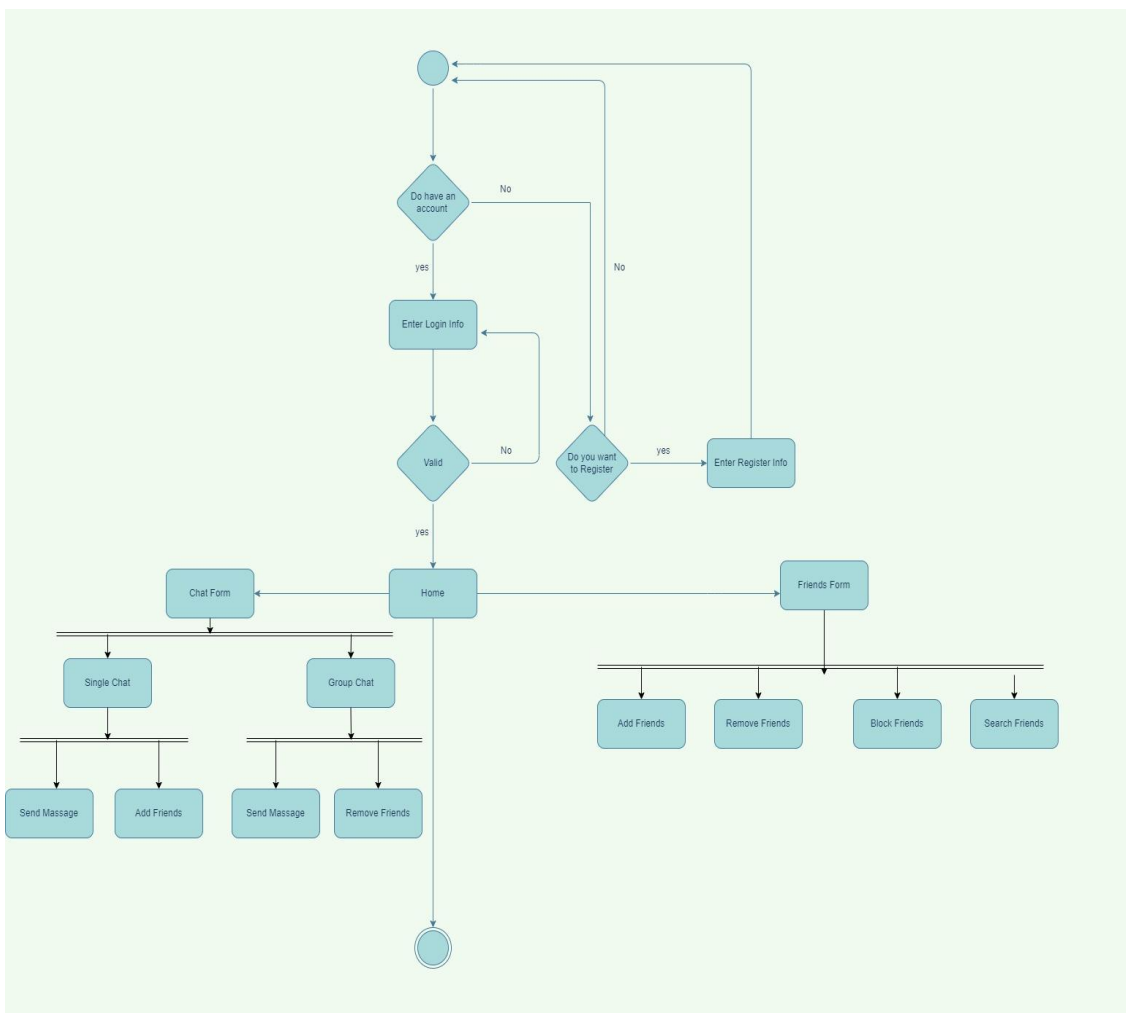 Do have an
account
No
yes
No
Enter Login Info
Valid
No
Do you want
to Register
yes
Enter Register Info
yes
Chat Form
Home
Friends Form
Single Chat
Group Chat
Add Friends
Remove Friends
Block Friends
Search Friends
Send Massage
Add Friends
Send Massage
Remove Friends